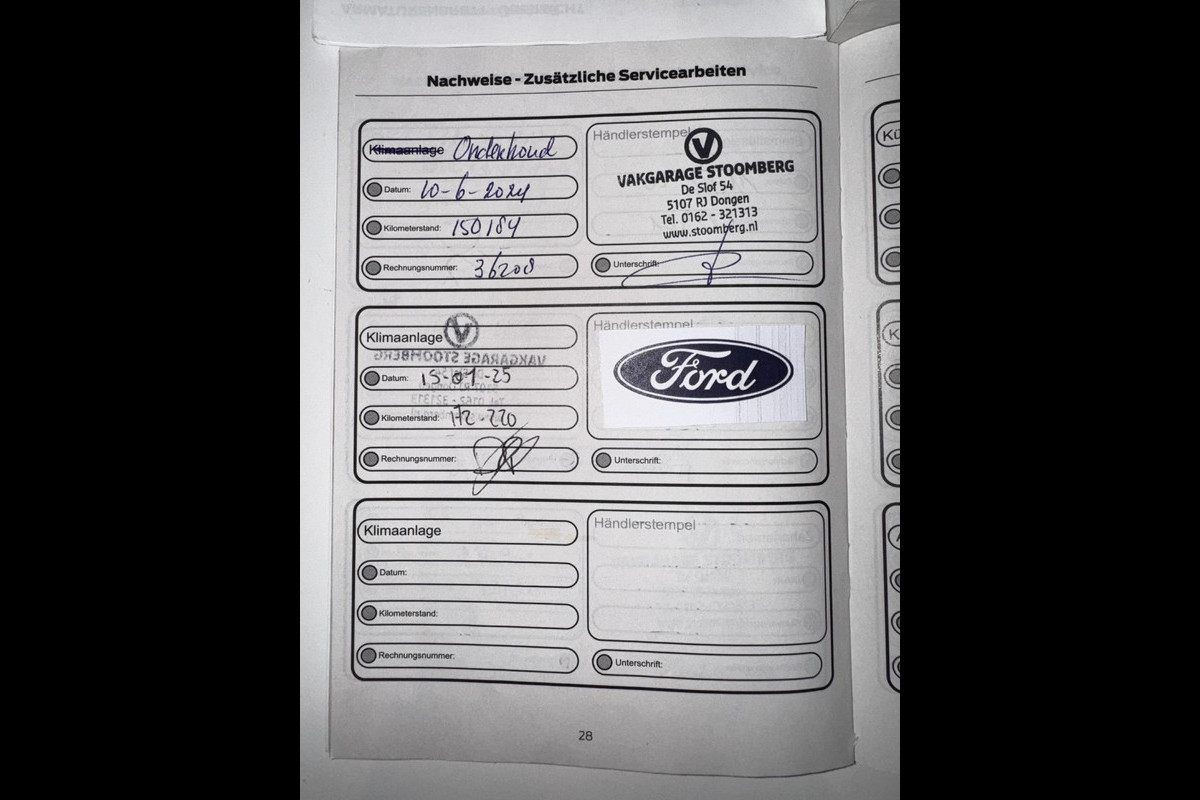 Nachweise - Zusätzliche Servicearbeiten
Klimaanlage Onderhoud
Datum: 10-6-2024
Kilometerstand: 150184
Rechnungsnummer: 36208
Händlerstempel
VAKGARAGE STOOMBERG
De Slof 54
5107 RJ Dongen
Tel. 0162 - 321313
www.stoomberg.nl
Unterschrift:
Klimaanlage
VAKGARAGE STOOMBERG
Datum: 15-01-25
Kilometerstand: 172-220
Rechnungsnummer:
Händlerstempel
Ford
Unterschrift:
Klimaanlage
Datum:
Kilometerstand:
Rechnungsnummer:
Händlerstempel
Unterschrift:
28